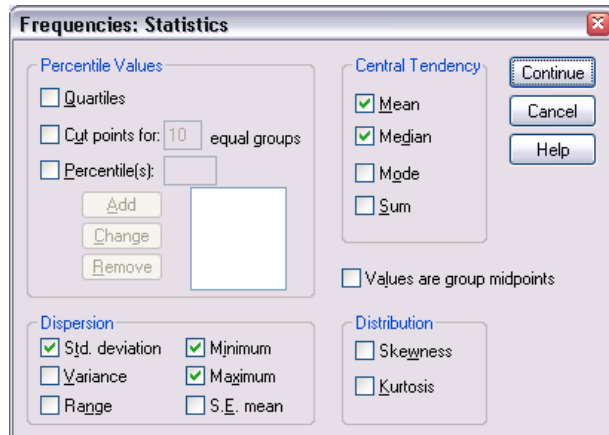 Frequencies: Statistics
Percentile Values
Quartiles
Cut points for: 10 equal groups
Percentile(s):
Add
Change
Remove
Central Tendency
Mean
Median
Mode
Sum
Continue
Cancel
Help
Values are group midpoints
Dispersion
Std. deviation Minimum
Variance Maximum
Range S.E. mean
Distribution
Skewness
Kurtosis